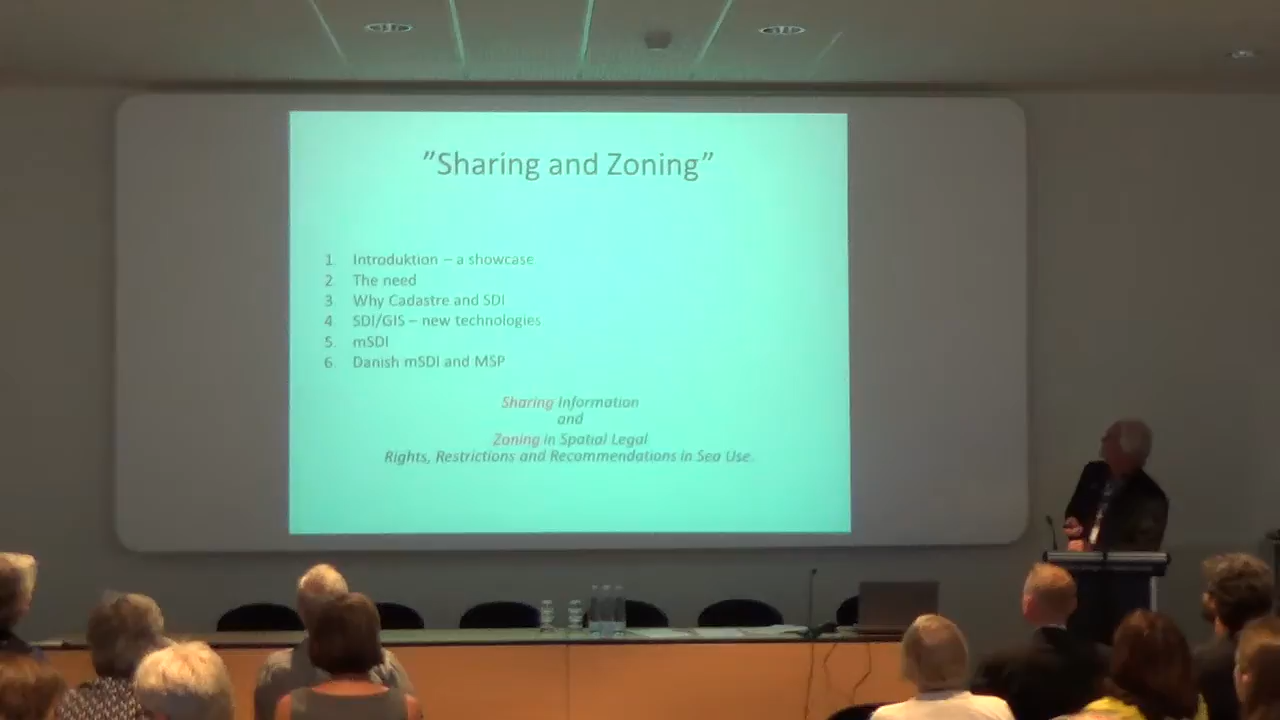 ”Sharing and Zoning”
1. Introduktion – a showcase
2 The need
3 Why Cadastre and SDI
4 SDI/GIS – new technologies
5. mSDI
6. Danish mSDI and MSP
Sharing Information
and
Zoning in Spatial Legal
Rights, Restrictions and Recommendations in Sea Use.